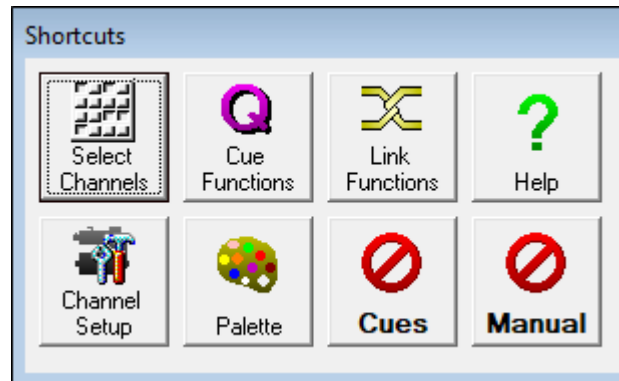 Shortcuts
Select
Channels
Cue
Functions
Link
Functions
Help
Channel
Setup
Palette
Cues
Manual